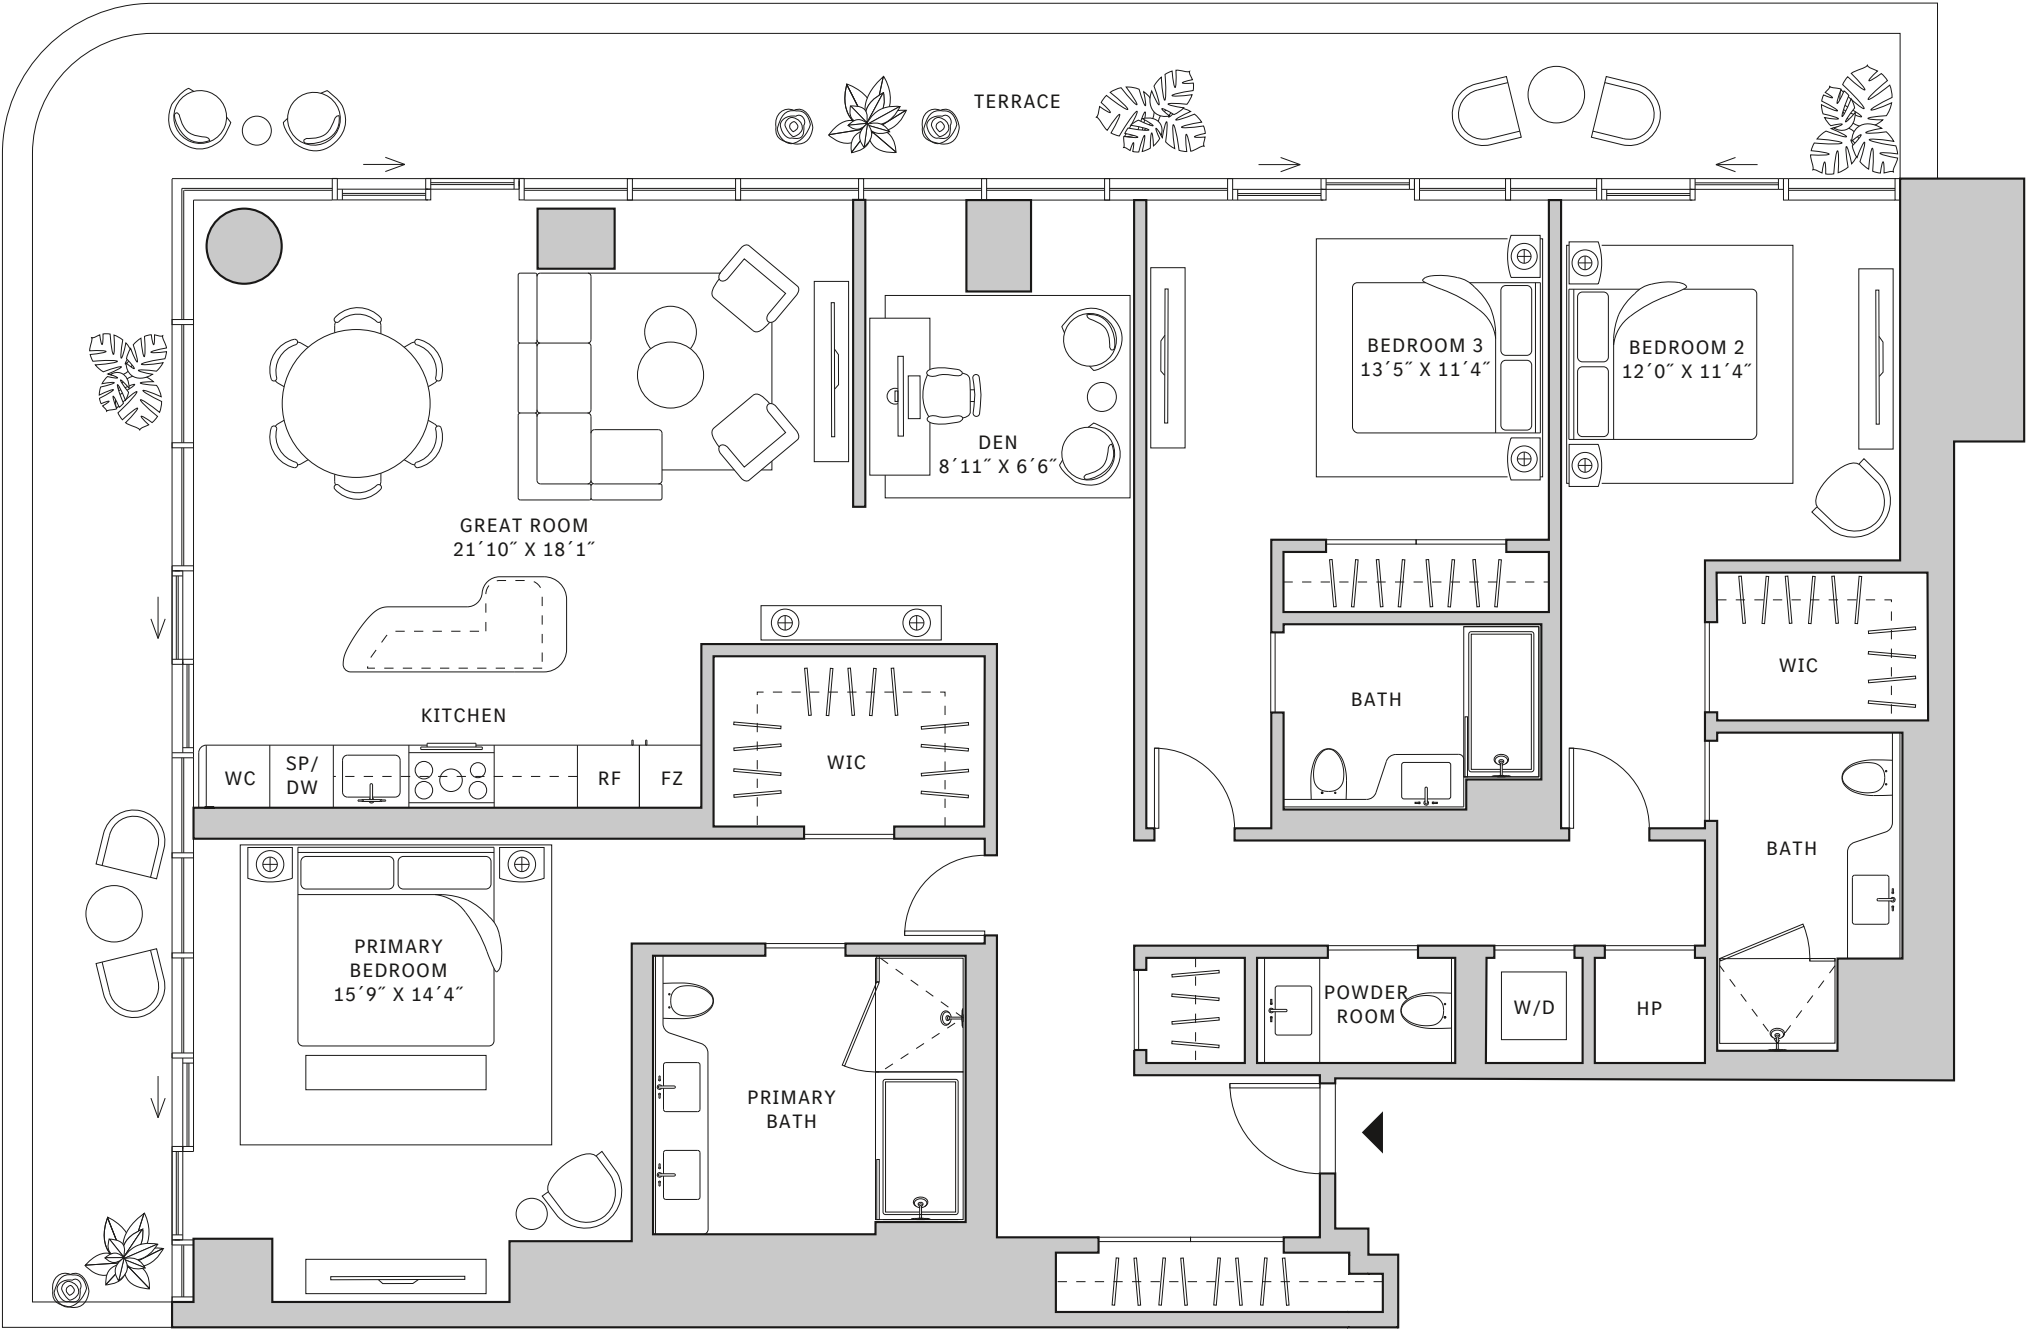 TERRACE
BEDROOM 3
13´5˝ X 11´4˝
BEDROOM 2
12´0˝ X 11´4˝
DEN
8´11˝ X 6´6˝
GREAT ROOM
21´10˝ X 18´1˝
WIC
BATH
KITCHEN
WC
SP/
DW
RF
FZ
WIC
BATH
PRIMARY
BEDROOM
15´9˝ X 14´4˝
POWDER
ROOM
W/D
HP
PRIMARY
BATH